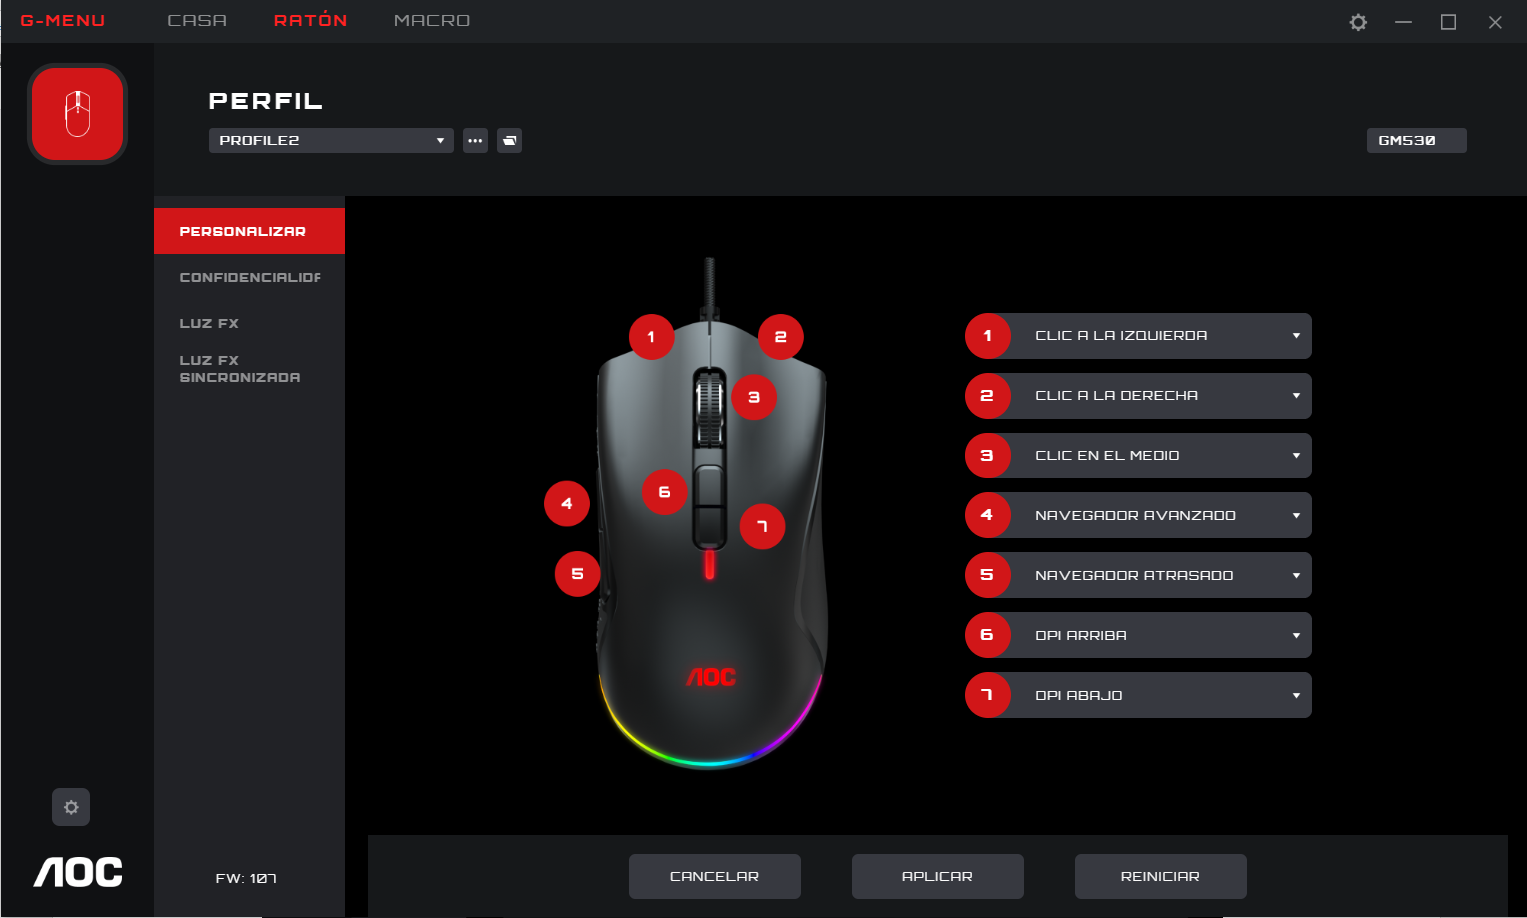 G-MENU CASA RATÓN MACRO
PERFIL
PROFILE2
GM530
PERSONALIZAR
CONFIDENCIALIDA
LUZ FX
LUZ FX
SINCRONIZADA
FW: 107
AOC
1
2
3
4
5
6
7
AOC
1 CLIC A LA IZQUIERDA
2 CLIC A LA DERECHA
3 CLIC EN EL MEDIO
4 NAVEGADOR AVANZADO
5 NAVEGADOR ATRASADO
6 DPI ARRIBA
7 DPI ABAJO
CANCELAR APLICAR REINICIAR